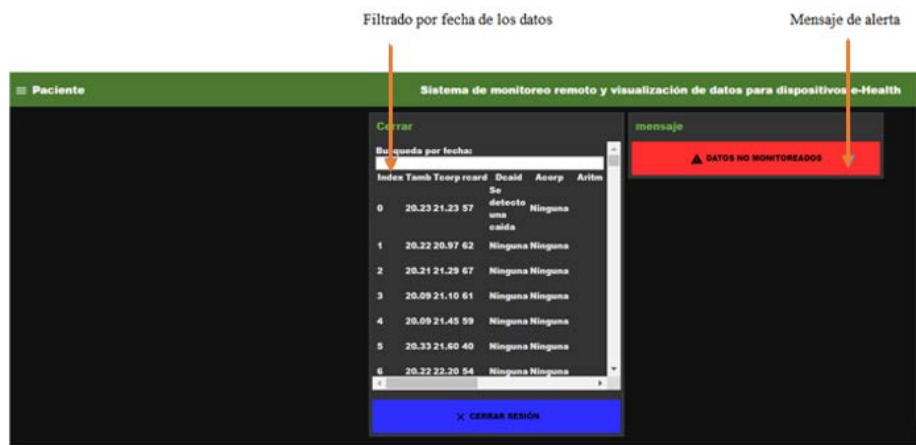 Filtrado por fecha de los datos
Mensaje de alerta
Paciente
Sistema de monitoreo remoto y visualización de datos para dispositivos e-Health
Cerrar
mensaje
Busqueda por fecha:
DATOS NO MONITOREADOS
Index Tamb Tcorp rcard Dcaid Acorp Aritm
0 20.23 21.23 57 Se detecto una caida Ninguna
1 20.22 20.97 62 Ninguna Ninguna
2 20.21 21.29 67 Ninguna Ninguna
3 20.09 21.10 61 Ninguna Ninguna
4 20.09 21.45 59 Ninguna Ninguna
5 20.33 21.60 40 Ninguna Ninguna
6 20.22 22.20 54 Ninguna Ninguna
CERRAR SESIÓN